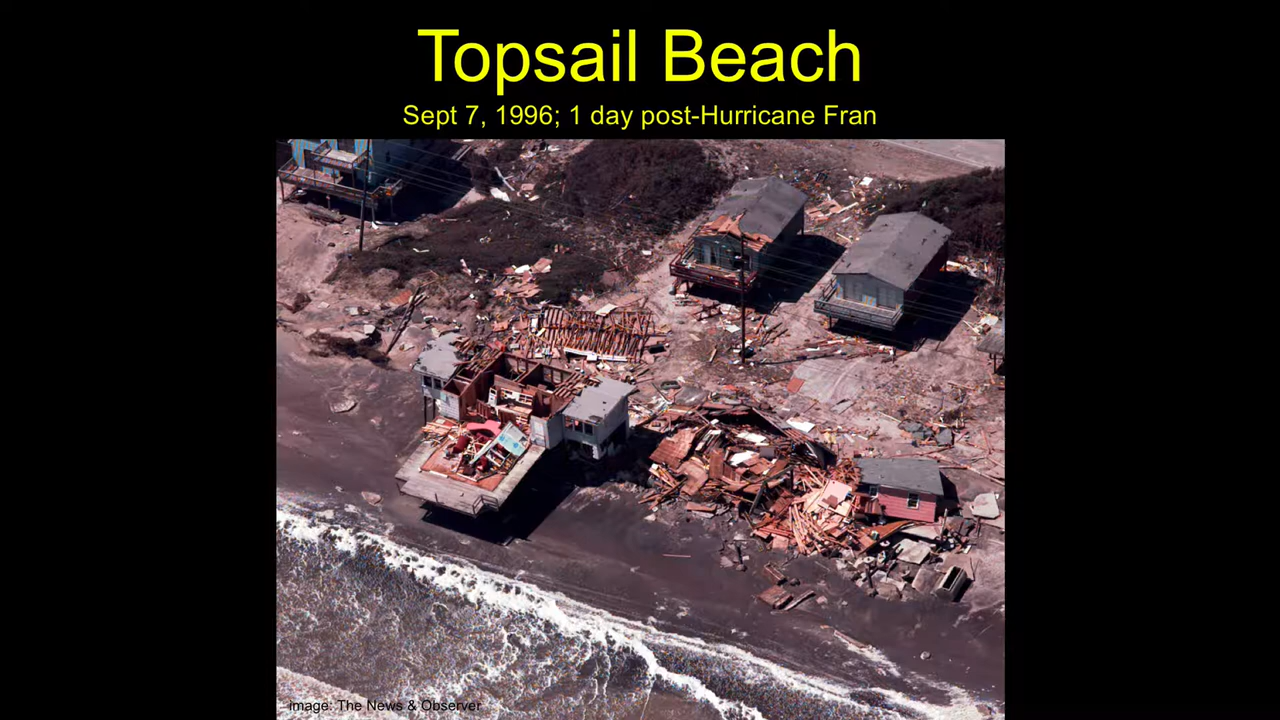 Topsail Beach
Sept 7, 1996; 1 day post-Hurricane Fran
image: The News & Observer